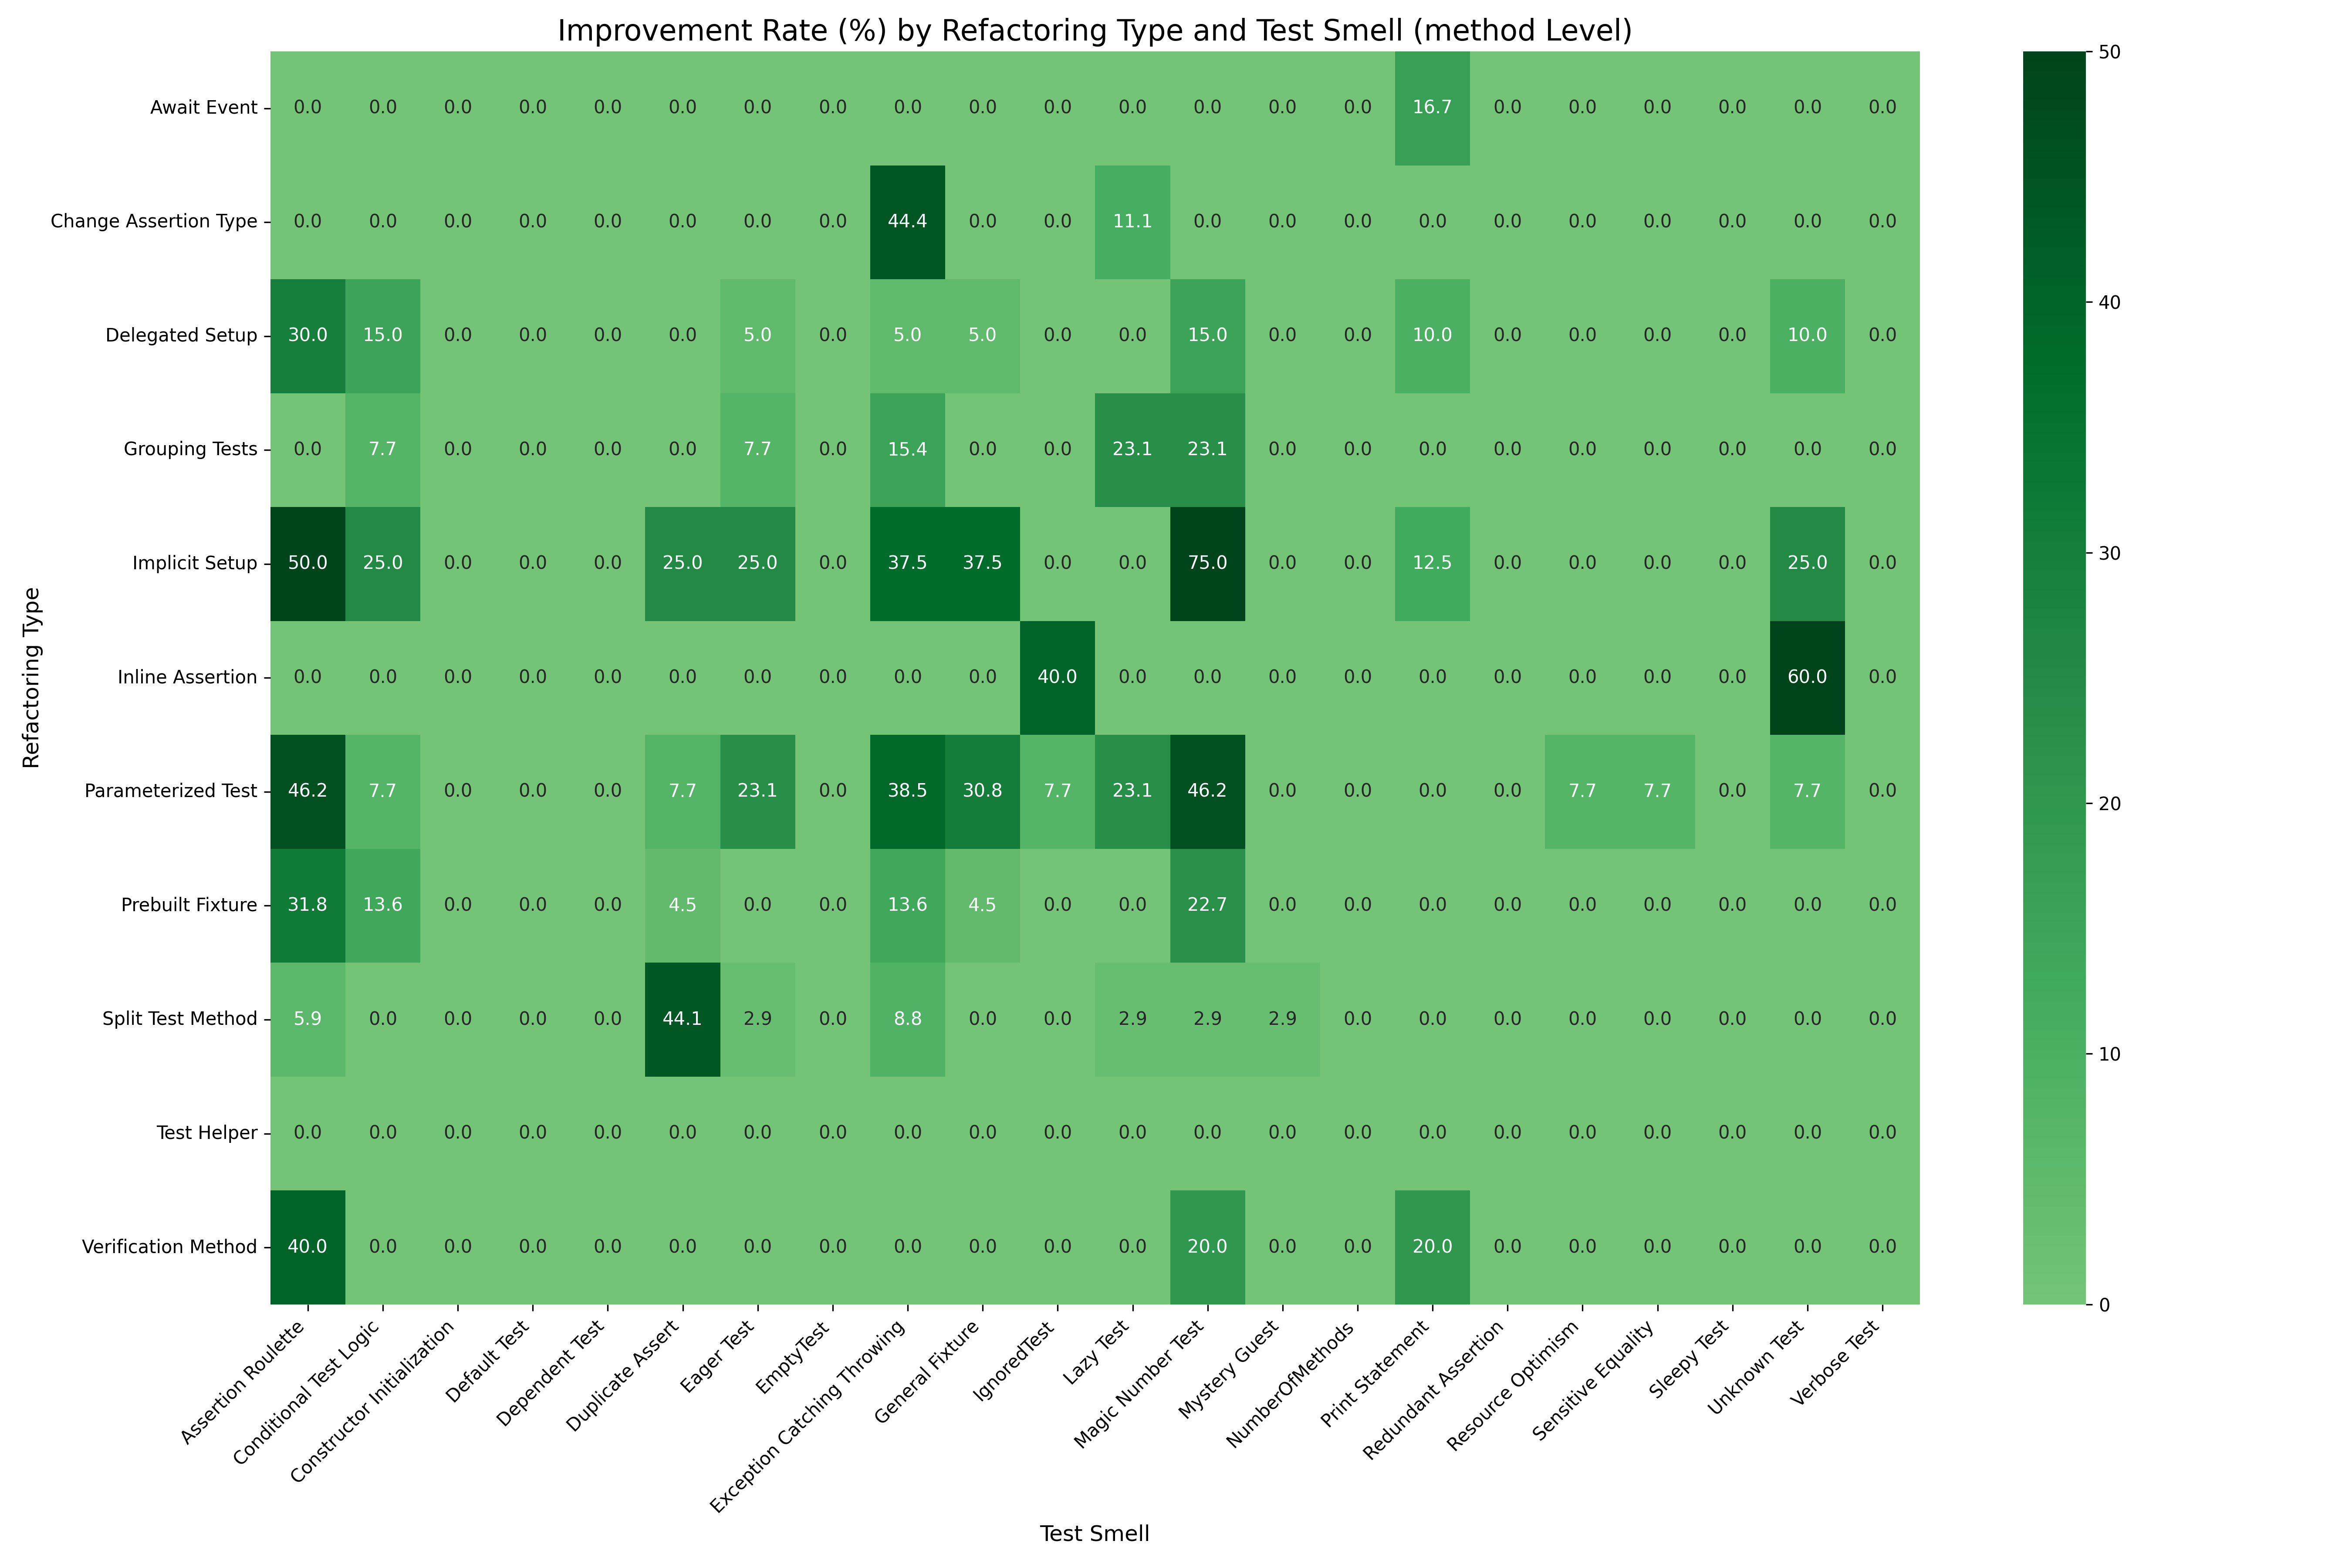 Improvement Rate (%) by Refactoring Type and Test Smell (method Level)
Refactoring Type
Await Event 0.0 0.0 0.0 0.0 0.0 0.0 0.0 0.0 0.0 0.0 0.0 0.0 0.0 0.0 0.0 16.7 0.0 0.0 0.0 0.0 0.0 0.0
Change Assertion Type 0.0 0.0 0.0 0.0 0.0 0.0 0.0 0.0 44.4 0.0 0.0 11.1 0.0 0.0 0.0 0.0 0.0 0.0 0.0 0.0 0.0 0.0
Delegated Setup 30.0 15.0 0.0 0.0 0.0 0.0 5.0 0.0 5.0 5.0 0.0 0.0 15.0 0.0 0.0 10.0 0.0 0.0 0.0 0.0 10.0 0.0
Grouping Tests 0.0 7.7 0.0 0.0 0.0 0.0 7.7 0.0 15.4 0.0 0.0 23.1 23.1 0.0 0.0 0.0 0.0 0.0 0.0 0.0 0.0 0.0
Implicit Setup 50.0 25.0 0.0 0.0 0.0 25.0 25.0 0.0 37.5 37.5 0.0 0.0 75.0 0.0 0.0 12.5 0.0 0.0 0.0 0.0 25.0 0.0
Inline Assertion 0.0 0.0 0.0 0.0 0.0 0.0 0.0 0.0 0.0 0.0 40.0 0.0 0.0 0.0 0.0 0.0 0.0 0.0 0.0 0.0 60.0 0.0
Parameterized Test 46.2 7.7 0.0 0.0 0.0 7.7 23.1 0.0 38.5 30.8 7.7 23.1 46.2 0.0 0.0 0.0 0.0 7.7 7.7 0.0 7.7 0.0
Prebuilt Fixture 31.8 13.6 0.0 0.0 0.0 4.5 0.0 0.0 13.6 4.5 0.0 0.0 22.7 0.0 0.0 0.0 0.0 0.0 0.0 0.0 0.0 0.0
Split Test Method 5.9 0.0 0.0 0.0 0.0 44.1 2.9 0.0 8.8 0.0 0.0 2.9 2.9 2.9 0.0 0.0 0.0 0.0 0.0 0.0 0.0 0.0
Test Helper 0.0 0.0 0.0 0.0 0.0 0.0 0.0 0.0 0.0 0.0 0.0 0.0 0.0 0.0 0.0 0.0 0.0 0.0 0.0 0.0 0.0 0.0
Verification Method 40.0 0.0 0.0 0.0 0.0 0.0 0.0 0.0 0.0 0.0 0.0 0.0 20.0 0.0 0.0 20.0 0.0 0.0 0.0 0.0 0.0 0.0
Assertion Roulette
Conditional Test Logic
Constructor Initialization
Default Test
Dependent Test
Duplicate Assert
Eager Test
EmptyTest
Exception Catching Throwing
General Fixture
IgnoredTest
Lazy Test
Magic Number Test
Mystery Guest
NumberOfMethods
Print Statement
Redundant Assertion
Resource Optimism
Sensitive Equality
Sleepy Test
Unknown Test
Verbose Test
Test Smell
50
40
30
20
10
0